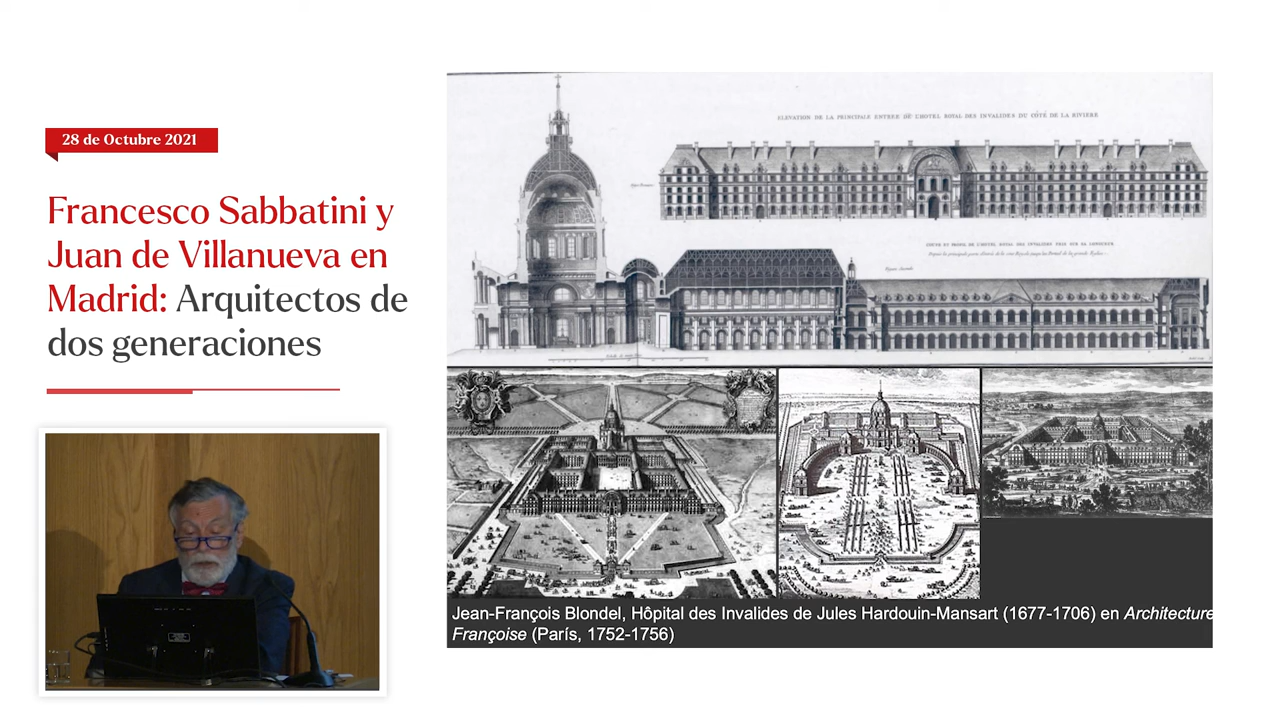 28 de Octubre 2021
Francesco Sabbatini y
Juan de Villanueva en
Madrid: Arquitectos de
dos generaciones
ELEVATION DE LA PRINCIPALE ENTRÉE DE L'HOTEL ROYAL DES INVALIDES DU CÔTÉ DE LA RIVIERE
Jean-François Blondel, Hôpital des Invalides de Jules Hardouin-Mansart (1677-1706) en Architecture
Françoise (París, 1752-1756)